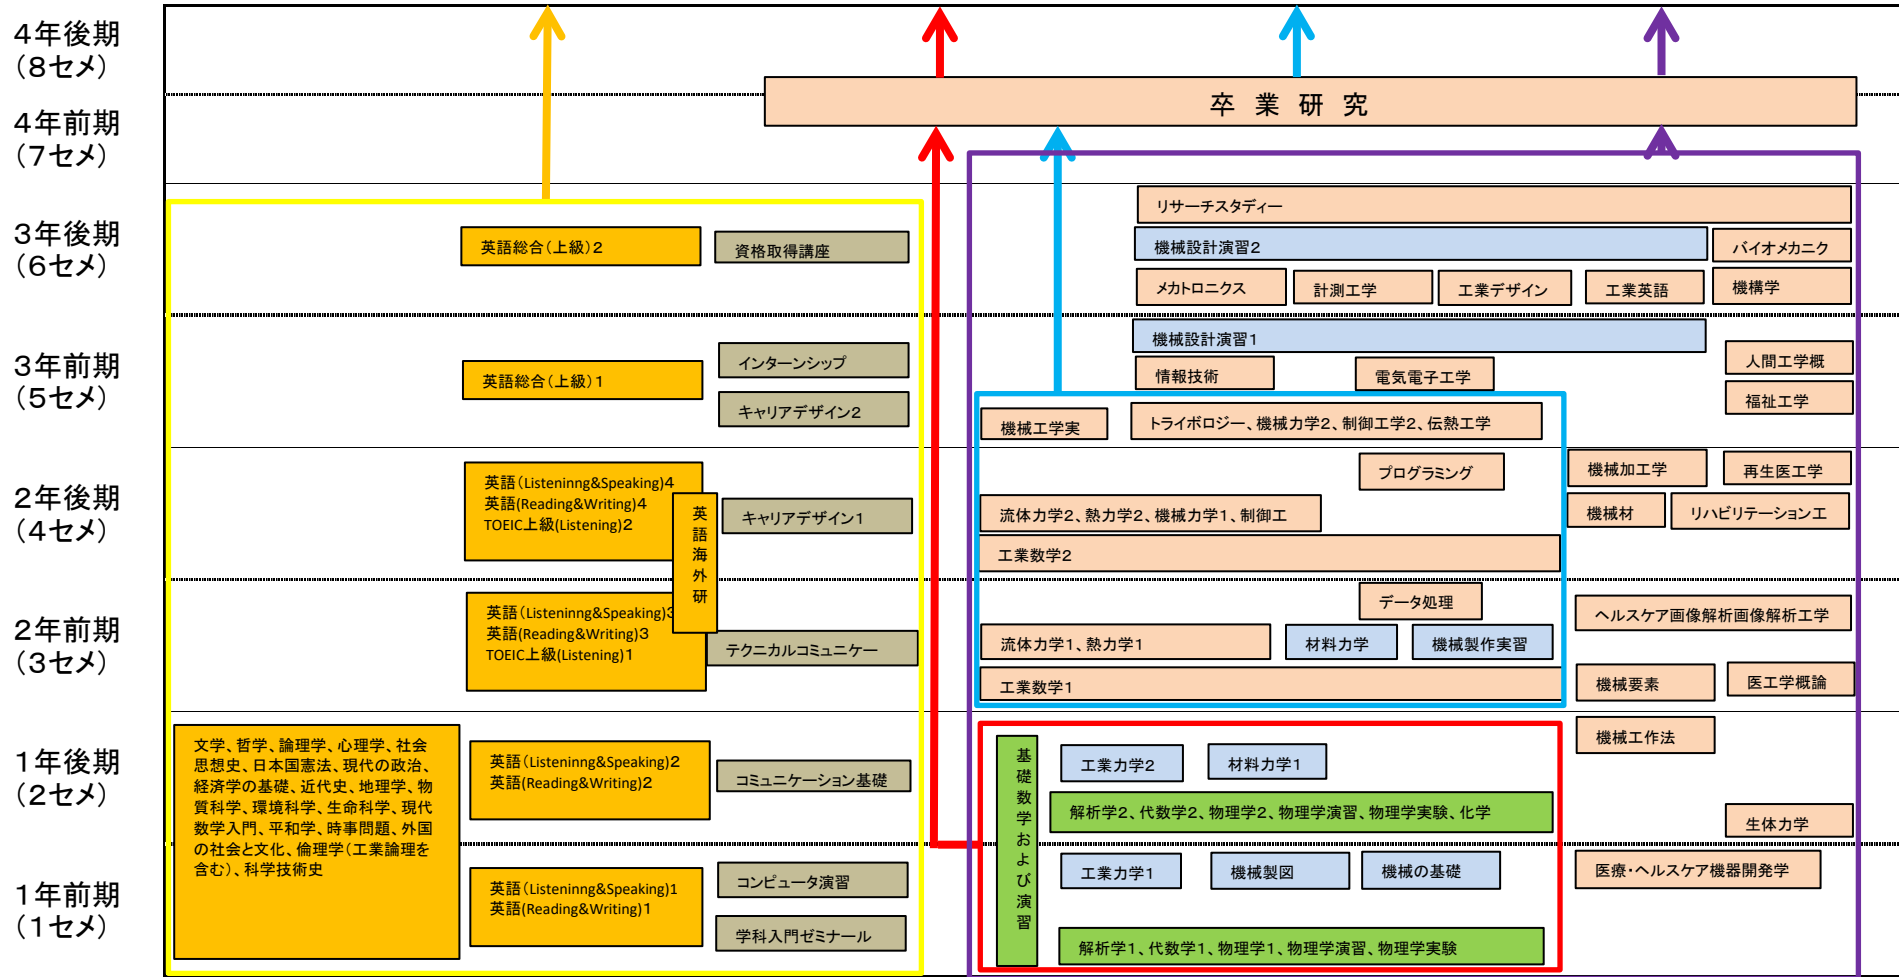 4年後期
(8セメ)
卒業研究
4年前期
(7セメ)
リサーチスタディー
3年後期
(6セメ)
英語総合(上級)2
資格取得講座
機械設計演習2
バイオメカニク
メカトロニクス
計測工学
工業デザイン
工業英語
機構学
3年前期
(5セメ)
機械設計演習1
インターンシップ
英語総合(上級)1
情報技術
電気電子工学
人間工学概
キャリアデザイン2
福祉工学
機械工学実
トライボロジー、機械力学2、制御工学2、伝熱工学
2年後期
(4セメ)
英語(Listeninng&Speaking)4
英語(Reading&Writing)4
TOEIC上級(Listening)2
英語海外研
キャリアデザイン1
プログラミング
機械加工学
再生医工学
流体力学2、熱力学2、機械力学1、制御工
機械材
リハビリテーション工
工業数学2
2年前期
(3セメ)
英語(Listeninng&Speaking)3
英語(Reading&Writing)3
TOEIC上級(Listening)1
テクニカルコミュニケー
データ処理
ヘルスケア画像解析画像解析工学
流体力学1、熱力学1
材料力学
機械製作実習
工業数学1
機械要素
医工学概論
1年後期
(2セメ)
文学、哲学、論理学、心理学、社会
思想史、日本国憲法、現代の政治、
経済学の基礎、近代史、地理学、物
質科学、環境科学、生命科学、現代
数学入門、平和学、時事問題、外国
の社会と文化、倫理学(工業論理を
含む)、科学技術史
英語(Listeninng&Speaking)2
英語(Reading&Writing)2
コミュニケーション基礎
基礎数学および演習
工業力学2
材料力学1
機械工作法
解析学2、代数学2、物理学2、物理学演習、物理学実験、化学
生体力学
1年前期
(1セメ)
英語(Listeninng&Speaking)1
英語(Reading&Writing)1
コンピュータ演習
学科入門ゼミナール
工業力学1
機械製図
機械の基礎
医療・ヘルスケア機器開発学
解析学1、代数学1、物理学1、物理学演習、物理学実験